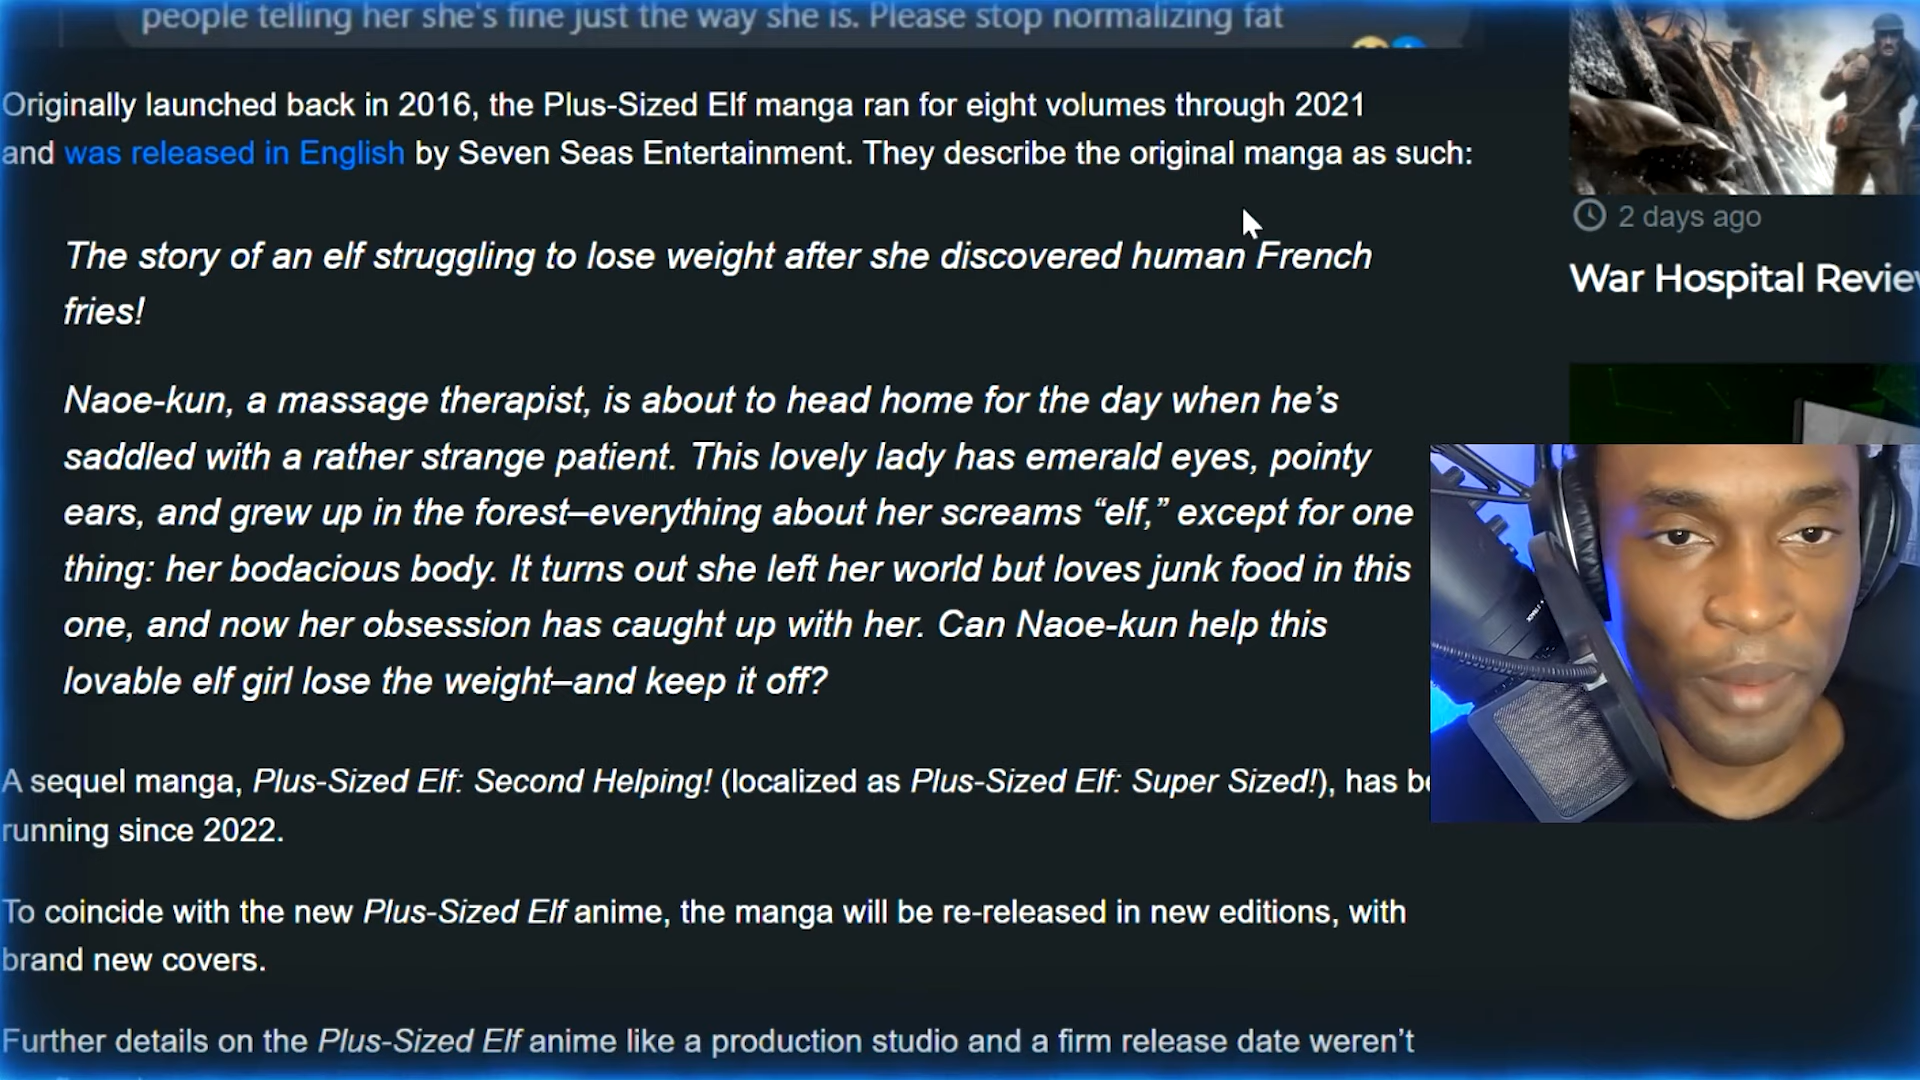 people telling her she's fine just the way she is. Please stop normalizing fat
Originally launched back in 2016, the Plus-Sized Elf manga ran for eight volumes through 2021
and was released in English by Seven Seas Entertainment. They describe the original manga as such:
The story of an elf struggling to lose weight after she discovered human French
fries!
Naoe-kun, a massage therapist, is about to head home for the day when he’s
saddled with a rather strange patient. This lovely lady has emerald eyes, pointy
ears, and grew up in the forest–everything about her screams “elf,” except for one
thing: her bodacious body. It turns out she left her world but loves junk food in this
one, and now her obsession has caught up with her. Can Naoe-kun help this
lovable elf girl lose the weight–and keep it off?
A sequel manga, Plus-Sized Elf: Second Helping! (localized as Plus-Sized Elf: Super Sized!), has be
running since 2022.
To coincide with the new Plus-Sized Elf anime, the manga will be re-released in new editions, with
brand new covers.
Further details on the Plus-Sized Elf anime like a production studio and a firm release date weren’t
2 days ago
War Hospital Revie